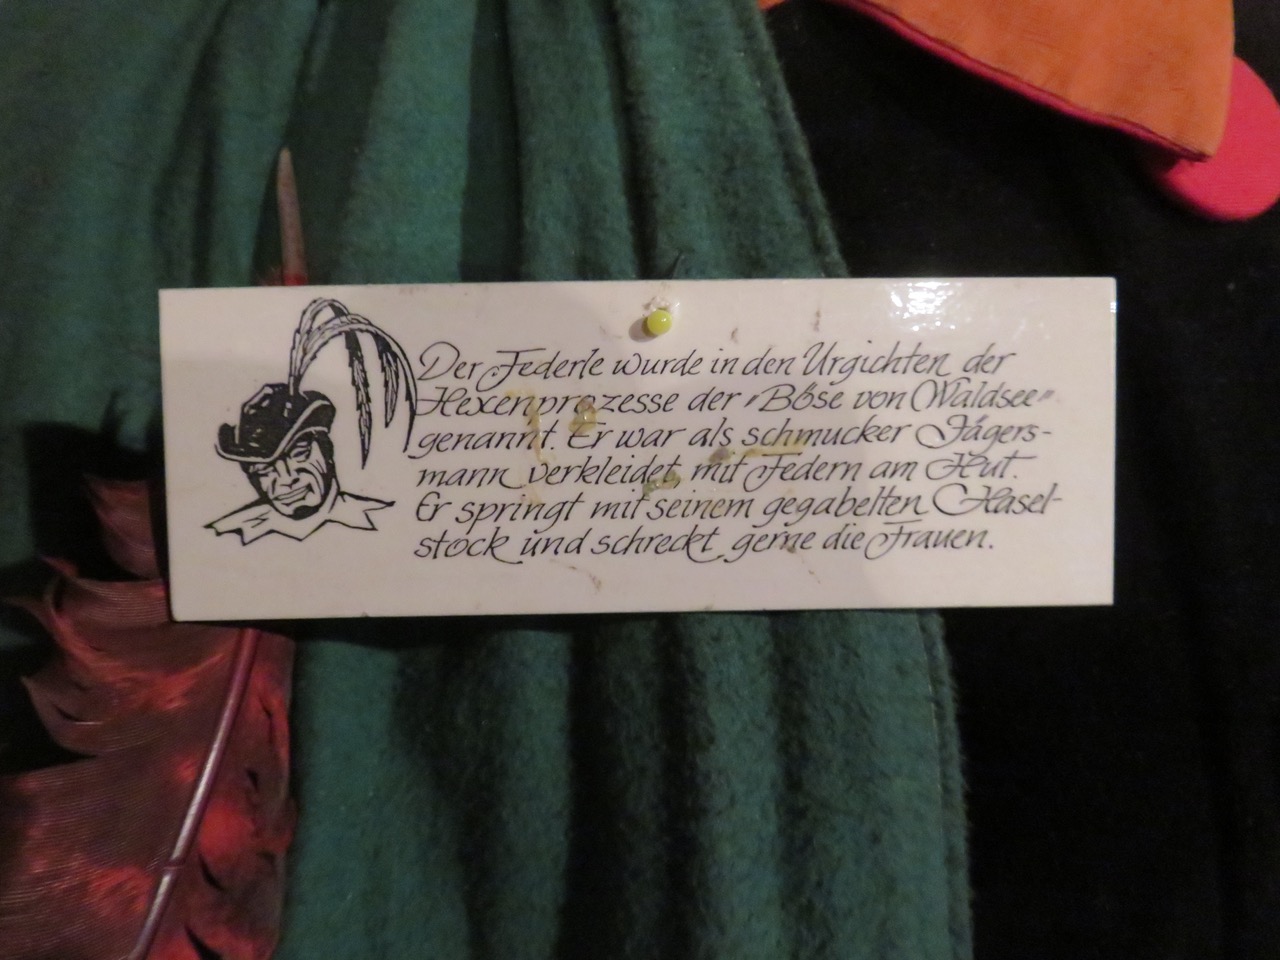 Der Federle wurde in den Urgichten der
Hexenprozesse der "Böse von Waldsee"
genannt. Er war als schmucker Jägers-
mann verkleidet, mit Federn am Hut.
Er springt mit seinem gegabelten Hasel-
stock und schreckt gerne die Frauen.